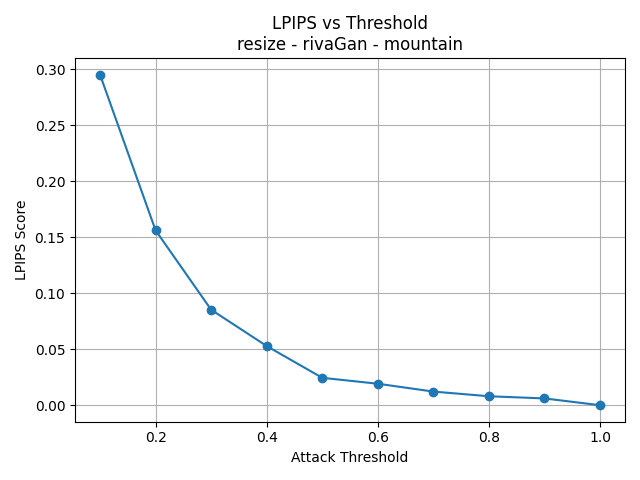 LPIPS vs Threshold
resize - rivaGan - mountain
0.30
0.25
0.20
0.15
0.10
0.05
0.00
LPIPS Score
0.2 0.4 0.6 0.8 1.0
Attack Threshold